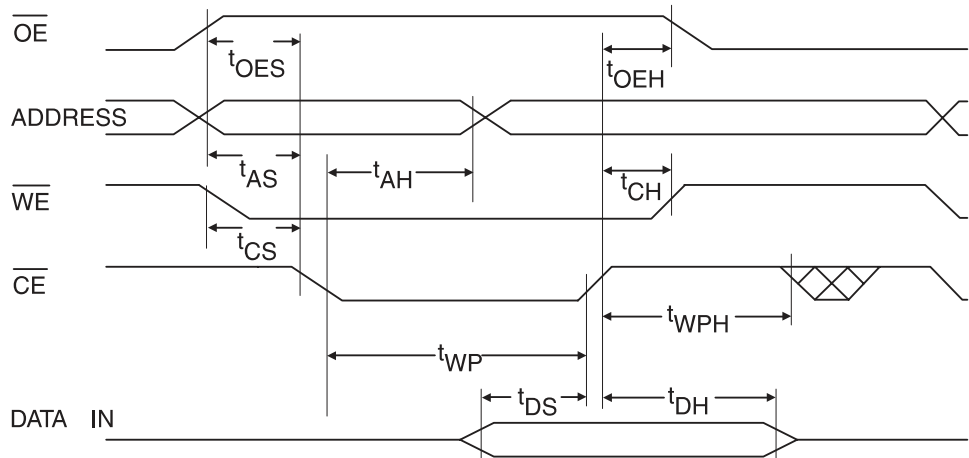 OE
tOES
tOEH
ADDRESS
tAS
tAH
tCH
WE
tCS
CE
tWPH
tWP
tDS
tDH
DATA IN